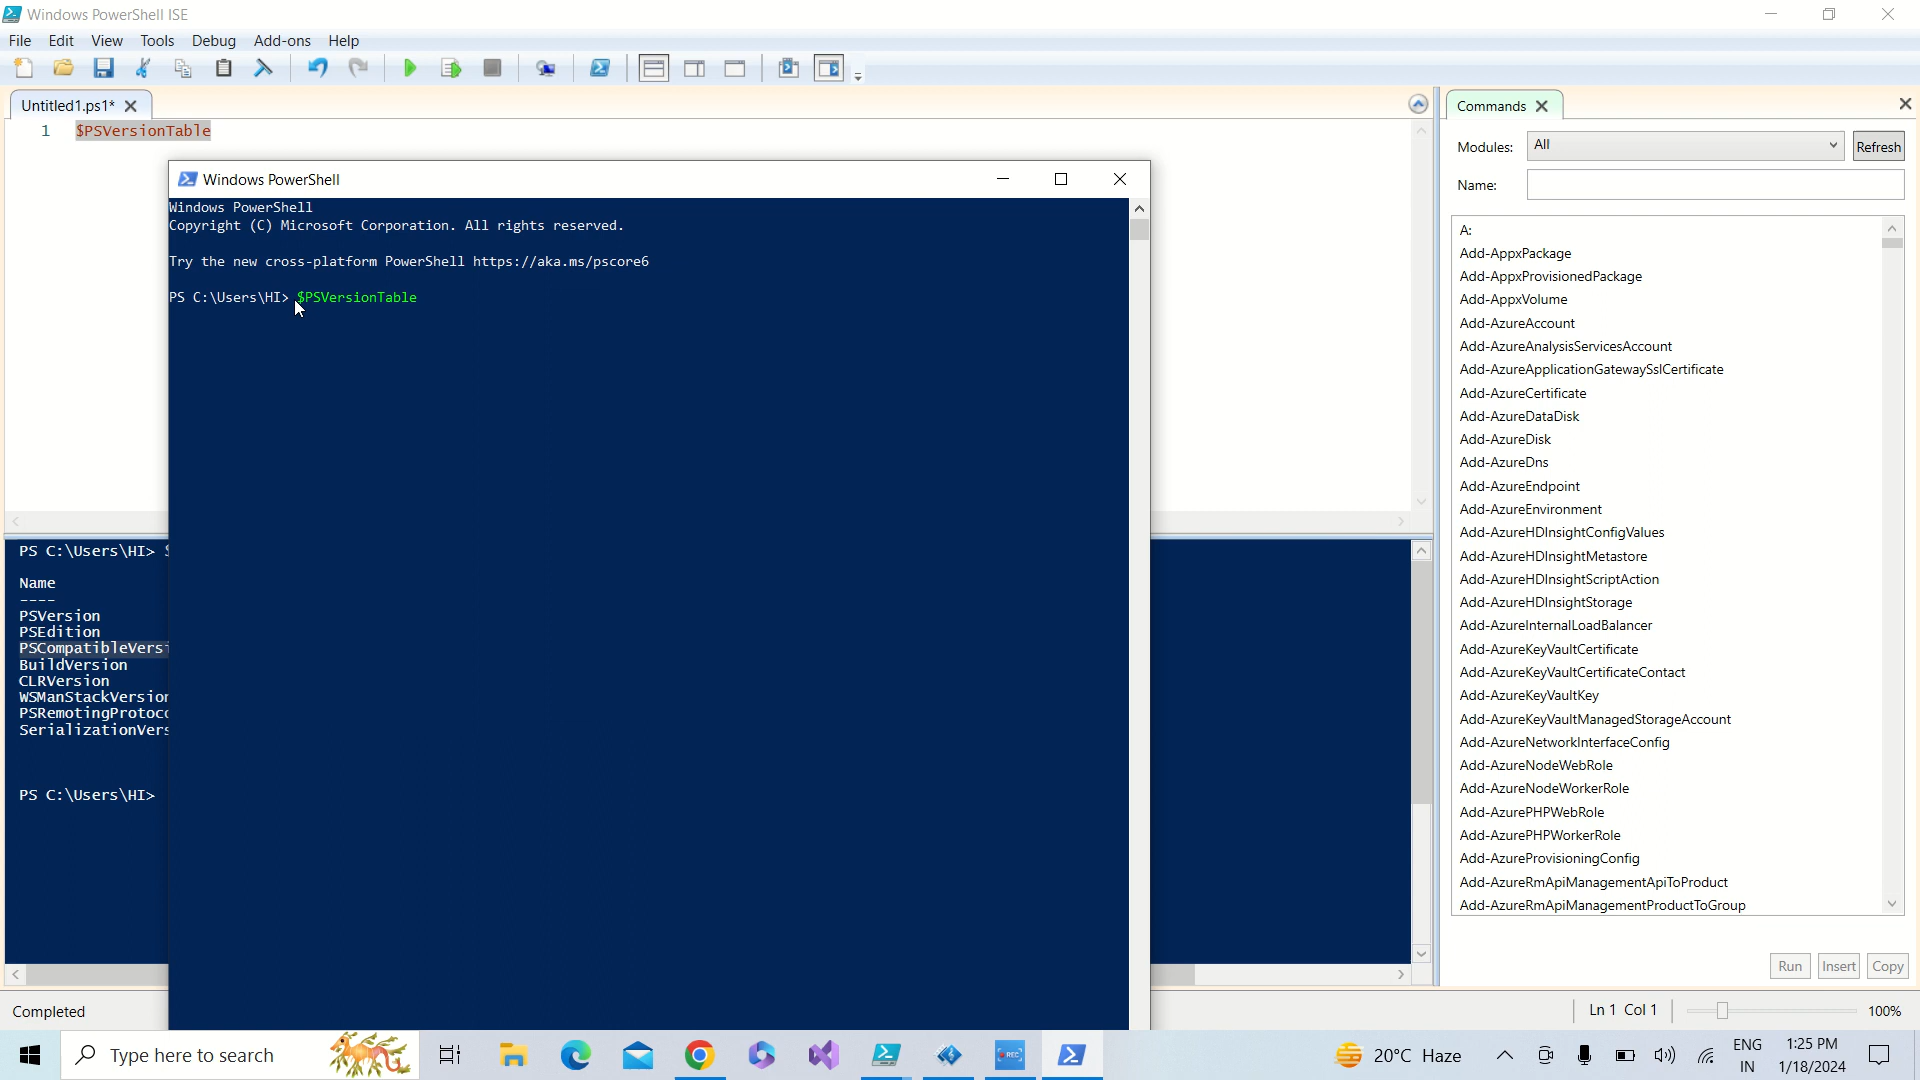 Windows PowerShell ISE
File Edit View Tools Debug Add-ons Help
Untitled1.ps1*
1 $PSVersionTable
Windows PowerShell
Windows PowerShell
Copyright (C) Microsoft Corporation. All rights reserved.
Try the new cross-platform PowerShell https://aka.ms/pscore6
PS C:\Users\HI> $PSVersionTable
PS C:\Users\HI> $
Name
----
PSVersion
PSEdition
PSCompatibleVersi
BuildVersion
CLRVersion
WSManStackVersion
PSRemotingProtoco
SerializationVers
PS C:\Users\HI>
Commands
Modules: All Refresh
Name:
A:
Add-AppxPackage
Add-AppxProvisionedPackage
Add-AppxVolume
Add-AzureAccount
Add-AzureAnalysisServicesAccount
Add-AzureApplicationGatewaySslCertificate
Add-AzureCertificate
Add-AzureDataDisk
Add-AzureDisk
Add-AzureDns
Add-AzureEndpoint
Add-AzureEnvironment
Add-AzureHDInsightConfigValues
Add-AzureHDInsightMetastore
Add-AzureHDInsightScriptAction
Add-AzureHDInsightStorage
Add-AzureInternalLoadBalancer
Add-AzureKeyVaultCertificate
Add-AzureKeyVaultCertificateContact
Add-AzureKeyVaultKey
Add-AzureKeyVaultManagedStorageAccount
Add-AzureNetworkInterfaceConfig
Add-AzureNodeWebRole
Add-AzureNodeWorkerRole
Add-AzurePHPWebRole
Add-AzurePHPWorkerRole
Add-AzureProvisioningConfig
Add-AzureRmApiManagementApiToProduct
Add-AzureRmApiManagementProductToGroup
Run Insert Copy
Completed
Ln 1 Col 1 100%
Type here to search
REC
20°C Haze
ENG
IN
1:25 PM
1/18/2024